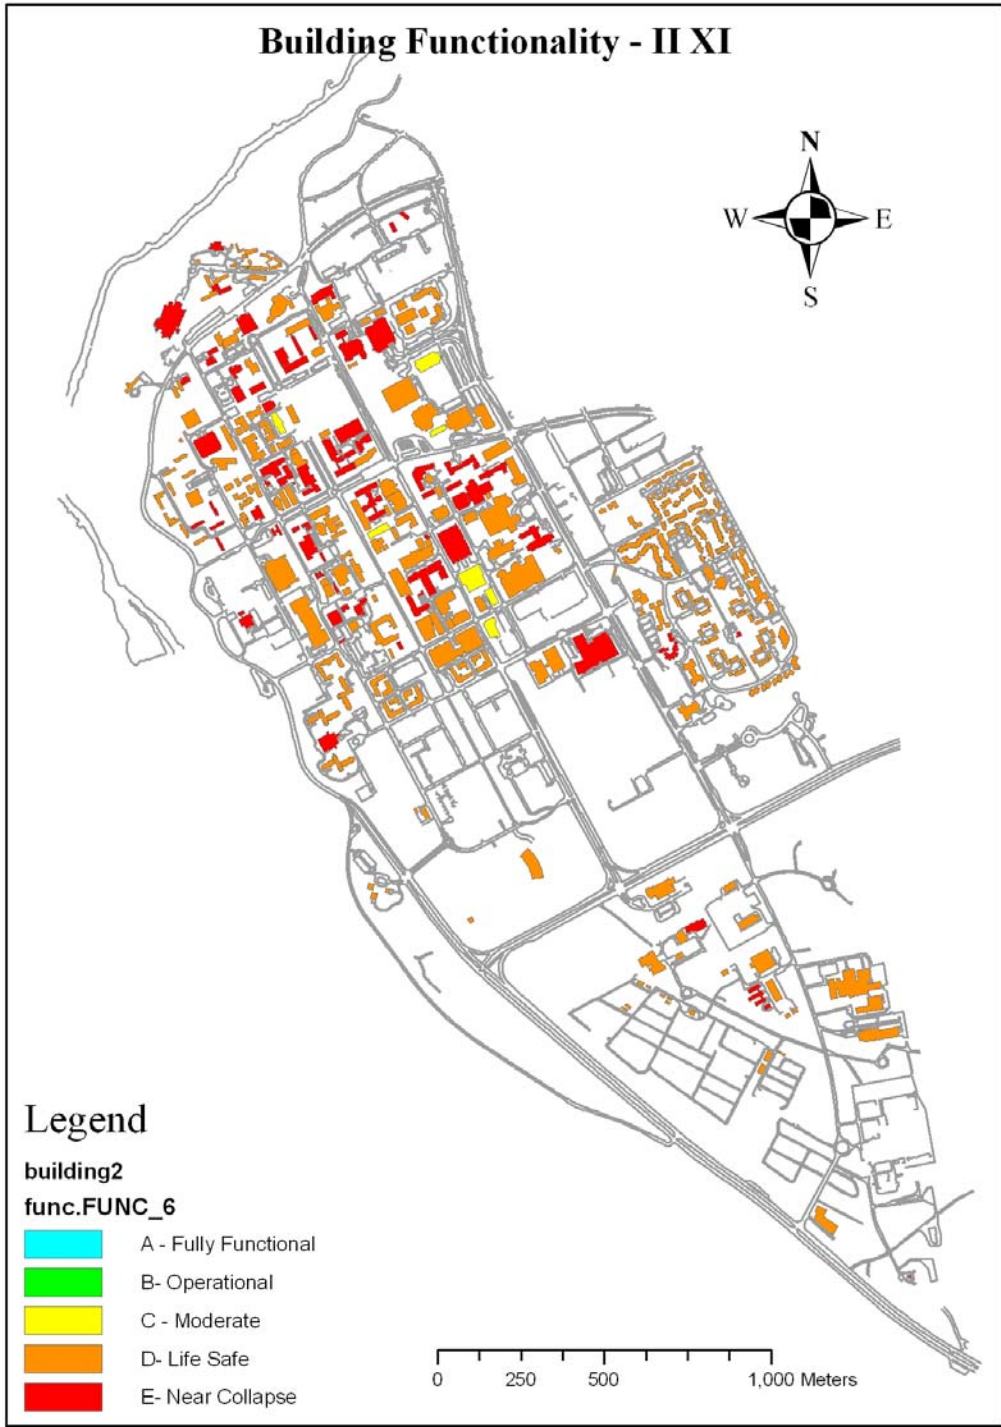 Building Functionality - II XI
N
W
E
S
Legend
building2
func.FUNC_6
A - Fully Functional
B- Operational
C - Moderate
D- Life Safe
E- Near Collapse
0 250 500 1,000 Meters